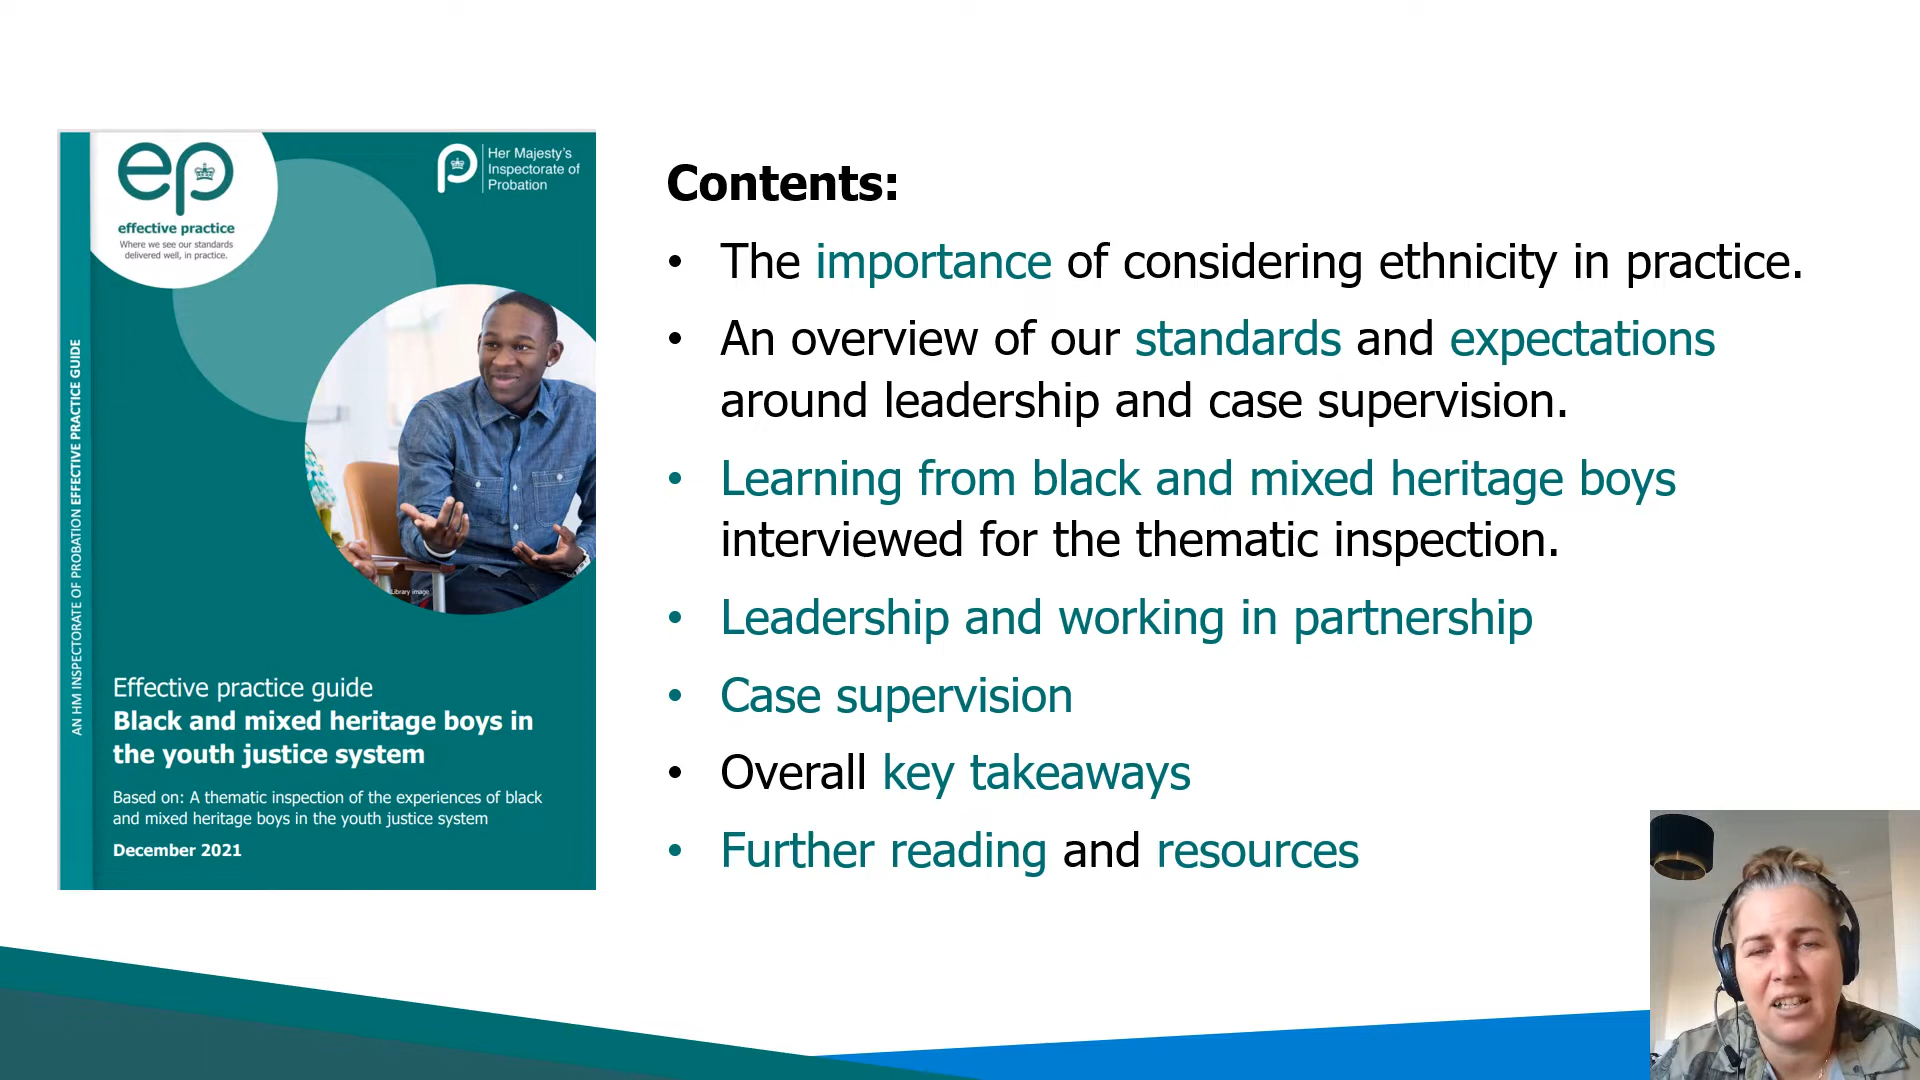 ep
effective practice
Where we see our standards
delivered well, in practice.
Her Majesty's
Inspectorate of
Probation
AN HM INSPECTORATE OF PROBATION EFFECTIVE PRACTICE GUIDE
Library image
Effective practice guide
Black and mixed heritage boys in
the youth justice system
Based on: A thematic inspection of the experiences of black
and mixed heritage boys in the youth justice system
December 2021
Contents:
• The importance of considering ethnicity in practice.
• An overview of our standards and expectations
around leadership and case supervision.
• Learning from black and mixed heritage boys
interviewed for the thematic inspection.
• Leadership and working in partnership
• Case supervision
• Overall key takeaways
• Further reading and resources